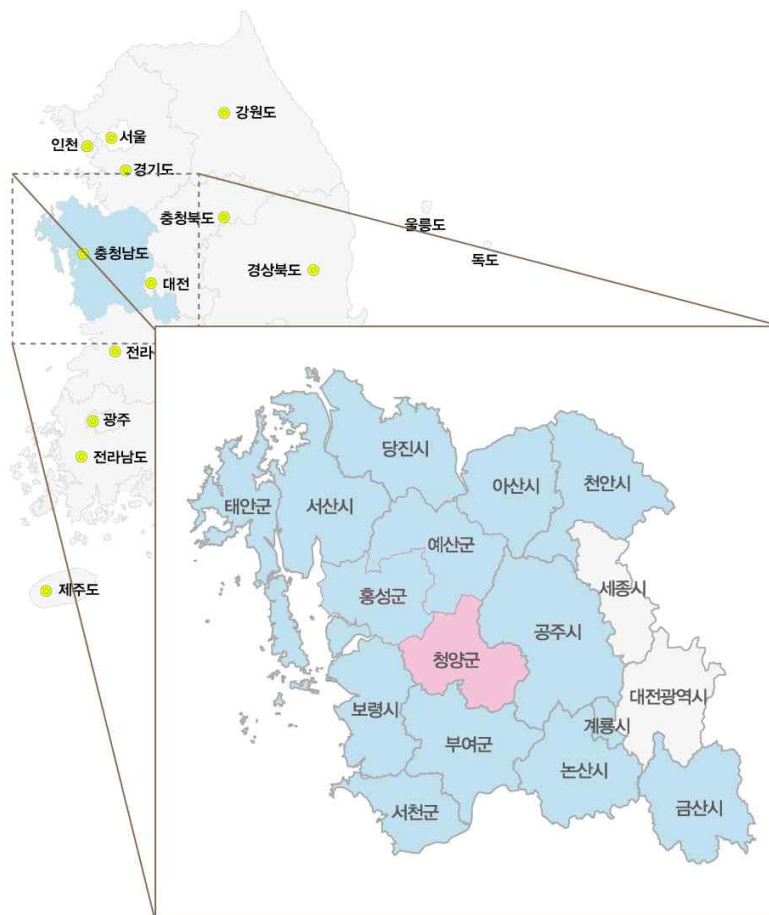 강원도
서울
인천
경기도
충청북도
울릉도
충청남도
독도
경상북도
대전
전라
광주
전라남도
제주도
당진시
아산시
천안시
태안군
서산시
예산군
세종시
홍성군
공주시
청양군
대전광역시
보령시
계룡시
부여군
논산시
서천군
금산시